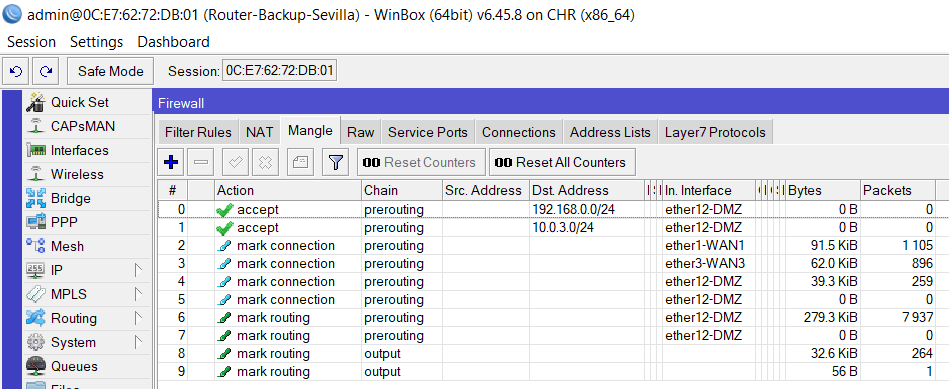 admin@0C:E7:62:72:DB:01 (Router-Backup-Sevilla) - WinBox (64bit) v6.45.8 on CHR (x86_64)
Session Settings Dashboard
Safe Mode Session: 0C:E7:62:72:DB:01
Quick Set
CAPsMAN
Interfaces
Wireless
Bridge
PPP
Mesh
IP
MPLS
Routing
System
Queues
Firewall
Filter Rules NAT Mangle Raw Service Ports Connections Address Lists Layer7 Protocols
Reset Counters Reset All Counters
# Action Chain Src. Address Dst. Address In. Interface Bytes Packets
0 accept prerouting 192.168.0.0/24 ether12-DMZ 0 B 0
1 accept prerouting 10.0.3.0/24 ether12-DMZ 0 B 0
2 mark connection prerouting ether1-WAN1 91.5 KiB 1 105
3 mark connection prerouting ether3-WAN3 62.0 KiB 896
4 mark connection prerouting ether12-DMZ 39.3 KiB 259
5 mark connection prerouting ether12-DMZ 0 B 0
6 mark routing prerouting ether12-DMZ 279.3 KiB 7 937
7 mark routing prerouting ether12-DMZ 0 B 0
8 mark routing output 32.6 KiB 264
9 mark routing output 56 B 1